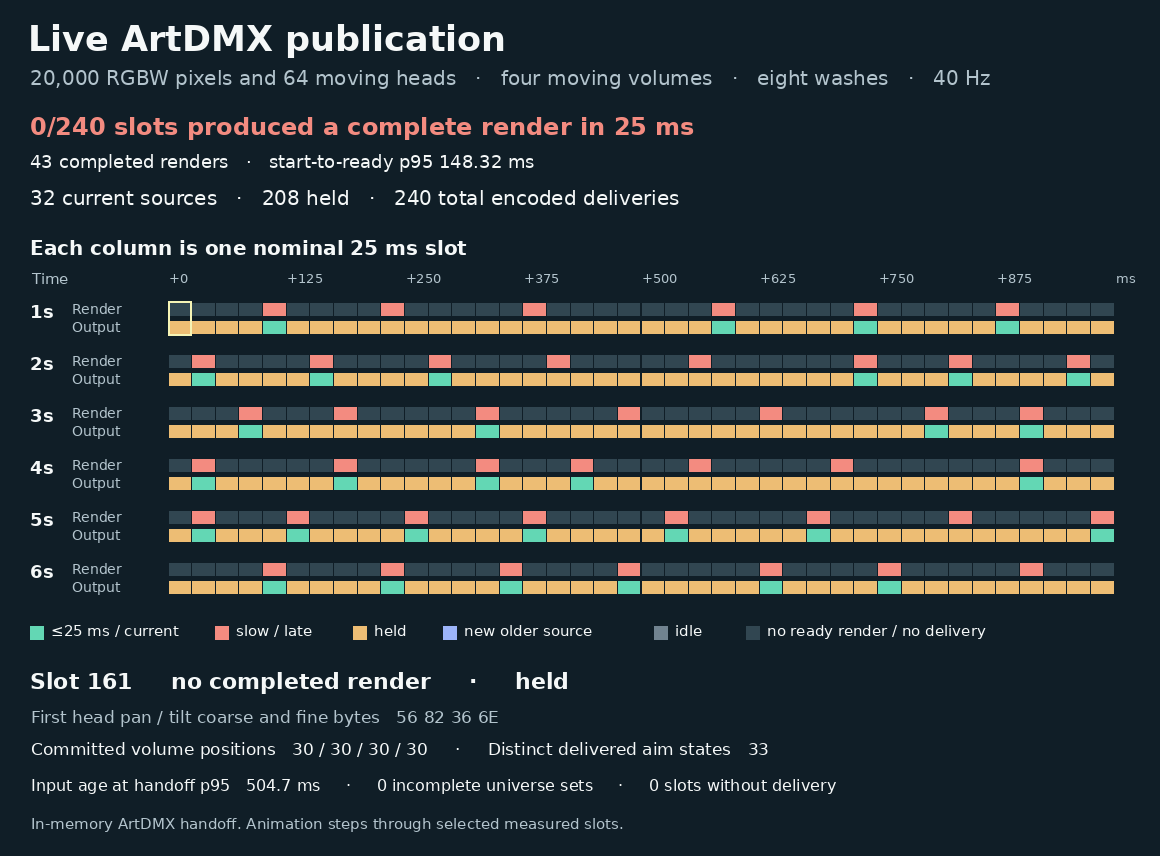 Live ArtDMX publication
20,000 RGBW pixels and 64 moving heads · four moving volumes · eight washes · 40 Hz
0/240 slots produced a complete render in 25 ms
43 completed renders · start-to-ready p95 148.32 ms
32 current sources · 208 held · 240 total encoded deliveries
Each column is one nominal 25 ms slot
Time +0 +125 +250 +375 +500 +625 +750 +875 ms
1s Render
Output
2s Render
Output
3s Render
Output
4s Render
Output
5s Render
Output
6s Render
Output
≤25 ms / current slow / late held new older source idle no ready render / no delivery
Slot 161 no completed render · held
First head pan / tilt coarse and fine bytes 56 82 36 6E
Committed volume positions 30 / 30 / 30 / 30 · Distinct delivered aim states 33
Input age at handoff p95 504.7 ms · 0 incomplete universe sets · 0 slots without delivery
In-memory ArtDMX handoff. Animation steps through selected measured slots.